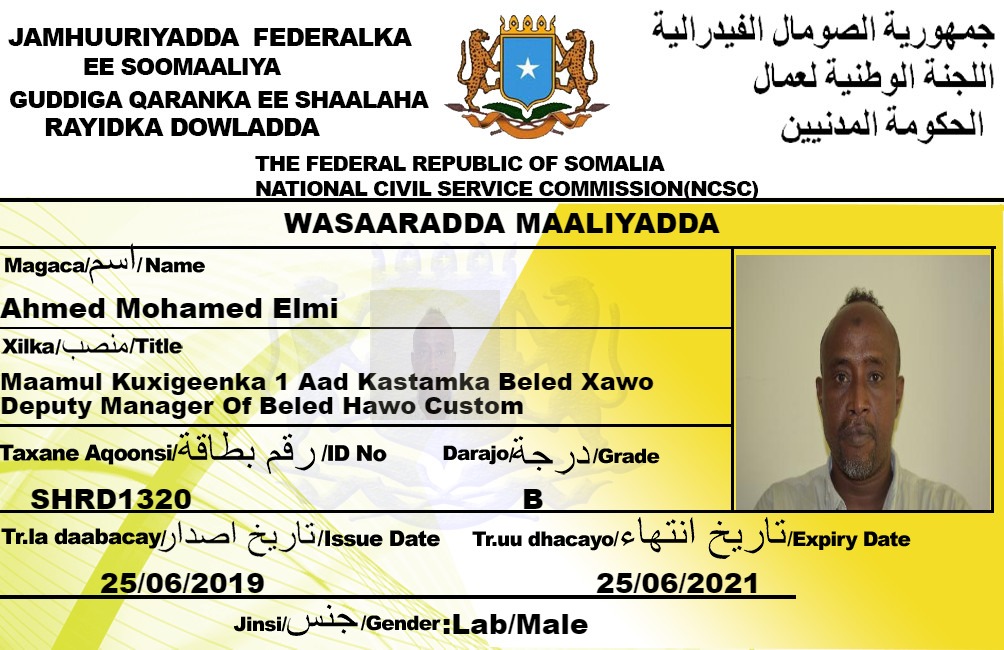 JAMHUURIYADDA FEDERALKA
EE SOOMAALIYA
GUDDIGA QARANKA EE SHAALAHA
RAYIDKA DOWLADDA
جمهورية الصومال الفيدرالية
اللجنة الوطنية لعمال
الحكومة المدنيين
THE FEDERAL REPUBLIC OF SOMALIA
NATIONAL CIVIL SERVICE COMMISSION(NCSC)
WASAARADDA MAALIYADDA
Magaca/اسم/Name
Ahmed Mohamed Elmi
Xilka/منصب/Title
Maamul Kuxigeenka 1 Aad Kastamka Beled Xawo
Deputy Manager Of Beled Hawo Custom
Taxane Aqoonsi/رقم بطاقة/ID No Darajo/درجة/Grade
SHRD1320 B
Tr.la daabacay/تاريخ اصدار/Issue Date Tr.uu dhacayo/تاريخ انتهاء/Expiry Date
25/06/2019 25/06/2021
Jinsi/جنس/Gender:Lab/Male